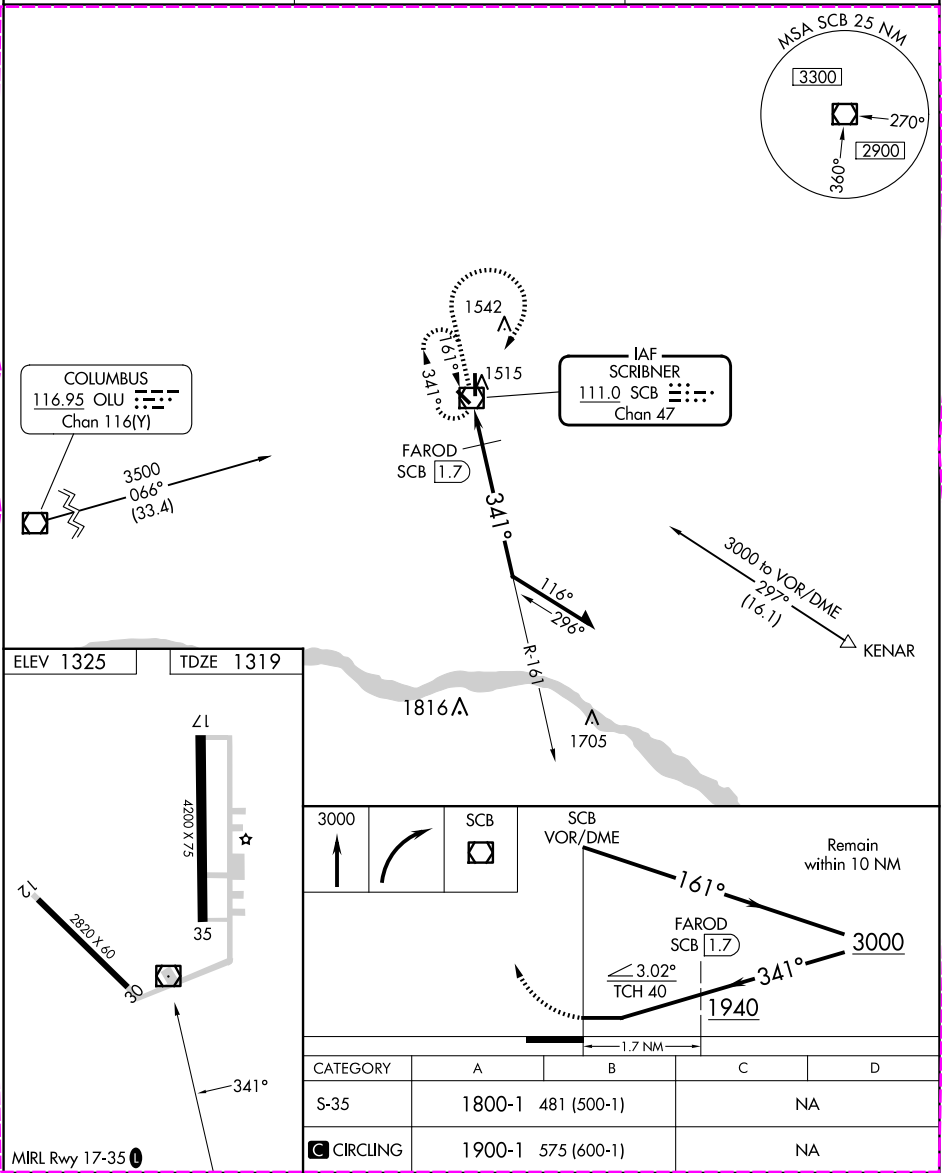 MSA SCB 25 NM
3300
270°
2900
360°
1542
161°
341°
1515
IAF
SCRIBNER
111.0 SCB
Chan 47
COLUMBUS
116.95 OLU
Chan 116(Y)
3500
066°
(33.4)
FAROD
SCB 1.7
341°
116°
296°
R-161
3000 to VOR/DME
297°
(16.1)
KENAR
1816
1705
ELEV 1325
TDZE 1319
17
4200 X 75
35
12
2820 X 60
30
341°
MIRL Rwy 17-35 L
3000
SCB
SCB
VOR/DME
Remain
within 10 NM
161°
FAROD
SCB 1.7
3000
341°
3.02°
TCH 40
1940
1.7 NM
CATEGORY A B C D
S-35 1800-1 481 (500-1) NA
C CIRCLING 1900-1 575 (600-1) NA